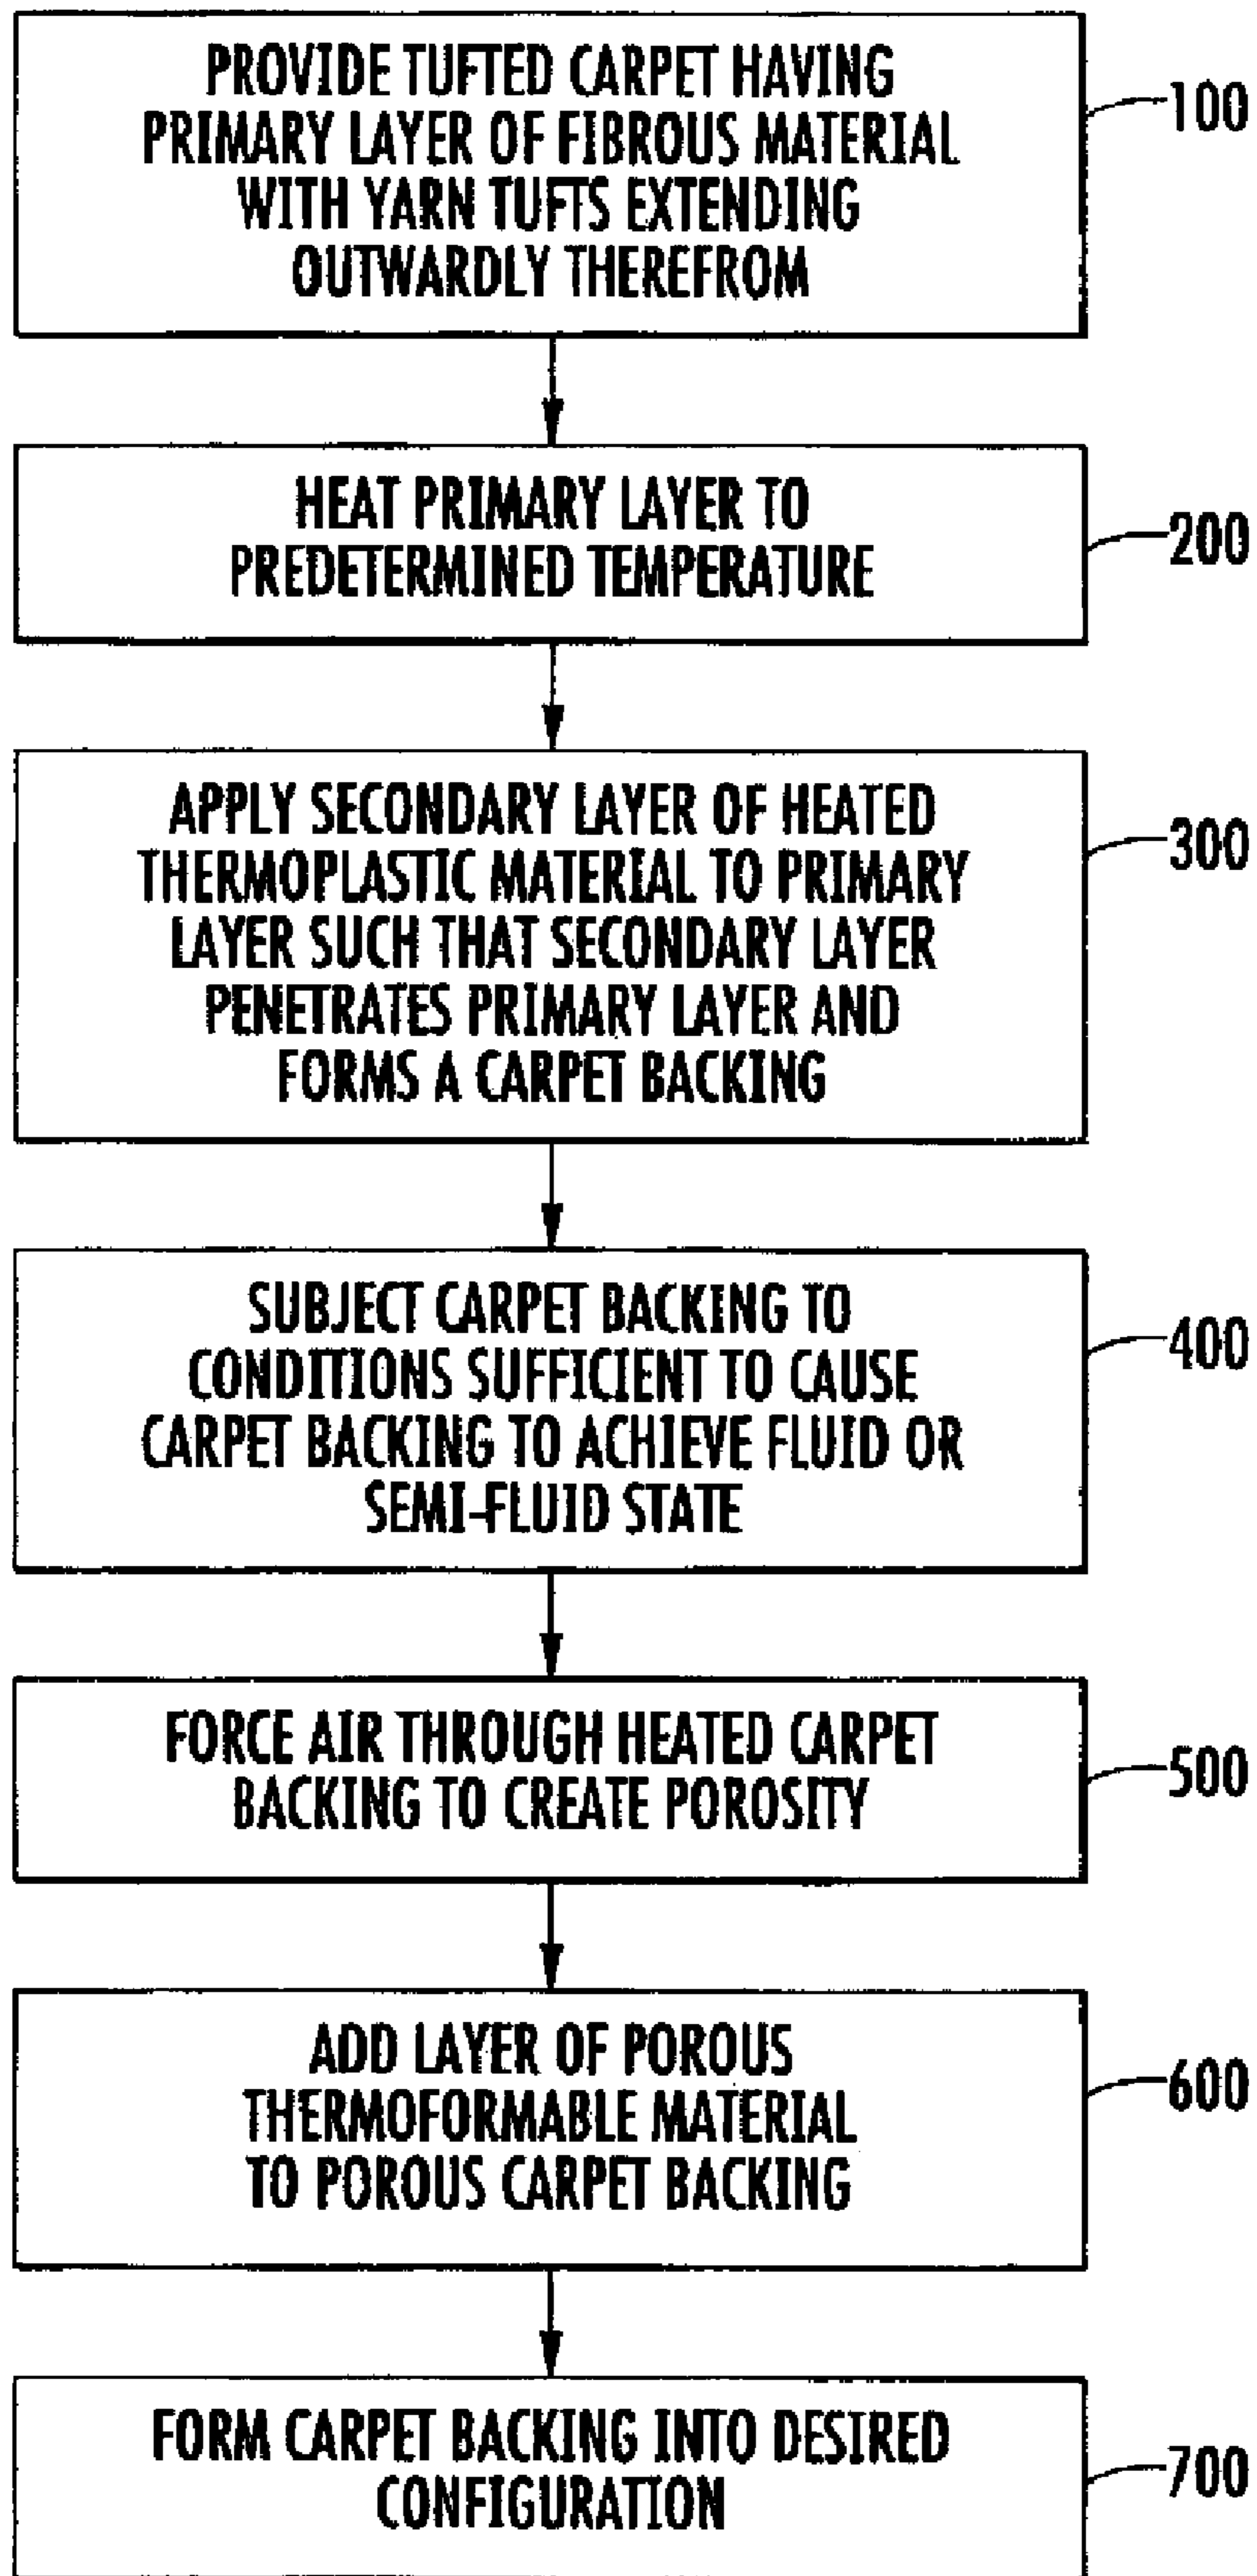 PROVIDE TUFTED CARPET HAVING
PRIMARY LAYER OF FIBROUS MATERIAL
WITH YARN TUFTS EXTENDING
OUTWARDLY THEREFROM
100
HEAT PRIMARY LAYER TO
PREDETERMINED TEMPERATURE
200
APPLY SECONDARY LAYER OF HEATED
THERMOPLASTIC MATERIAL TO PRIMARY
LAYER SUCH THAT SECONDARY LAYER
PENETRATES PRIMARY LAYER AND
FORMS A CARPET BACKING
300
SUBJECT CARPET BACKING TO
CONDITIONS SUFFICIENT TO CAUSE
CARPET BACKING TO ACHIEVE FLUID OR
SEMI-FLUID STATE
400
FORCE AIR THROUGH HEATED CARPET
BACKING TO CREATE POROSITY
500
ADD LAYER OF POROUS
THERMOFORMABLE MATERIAL
TO POROUS CARPET BACKING
600
FORM CARPET BACKING INTO DESIRED
CONFIGURATION
700